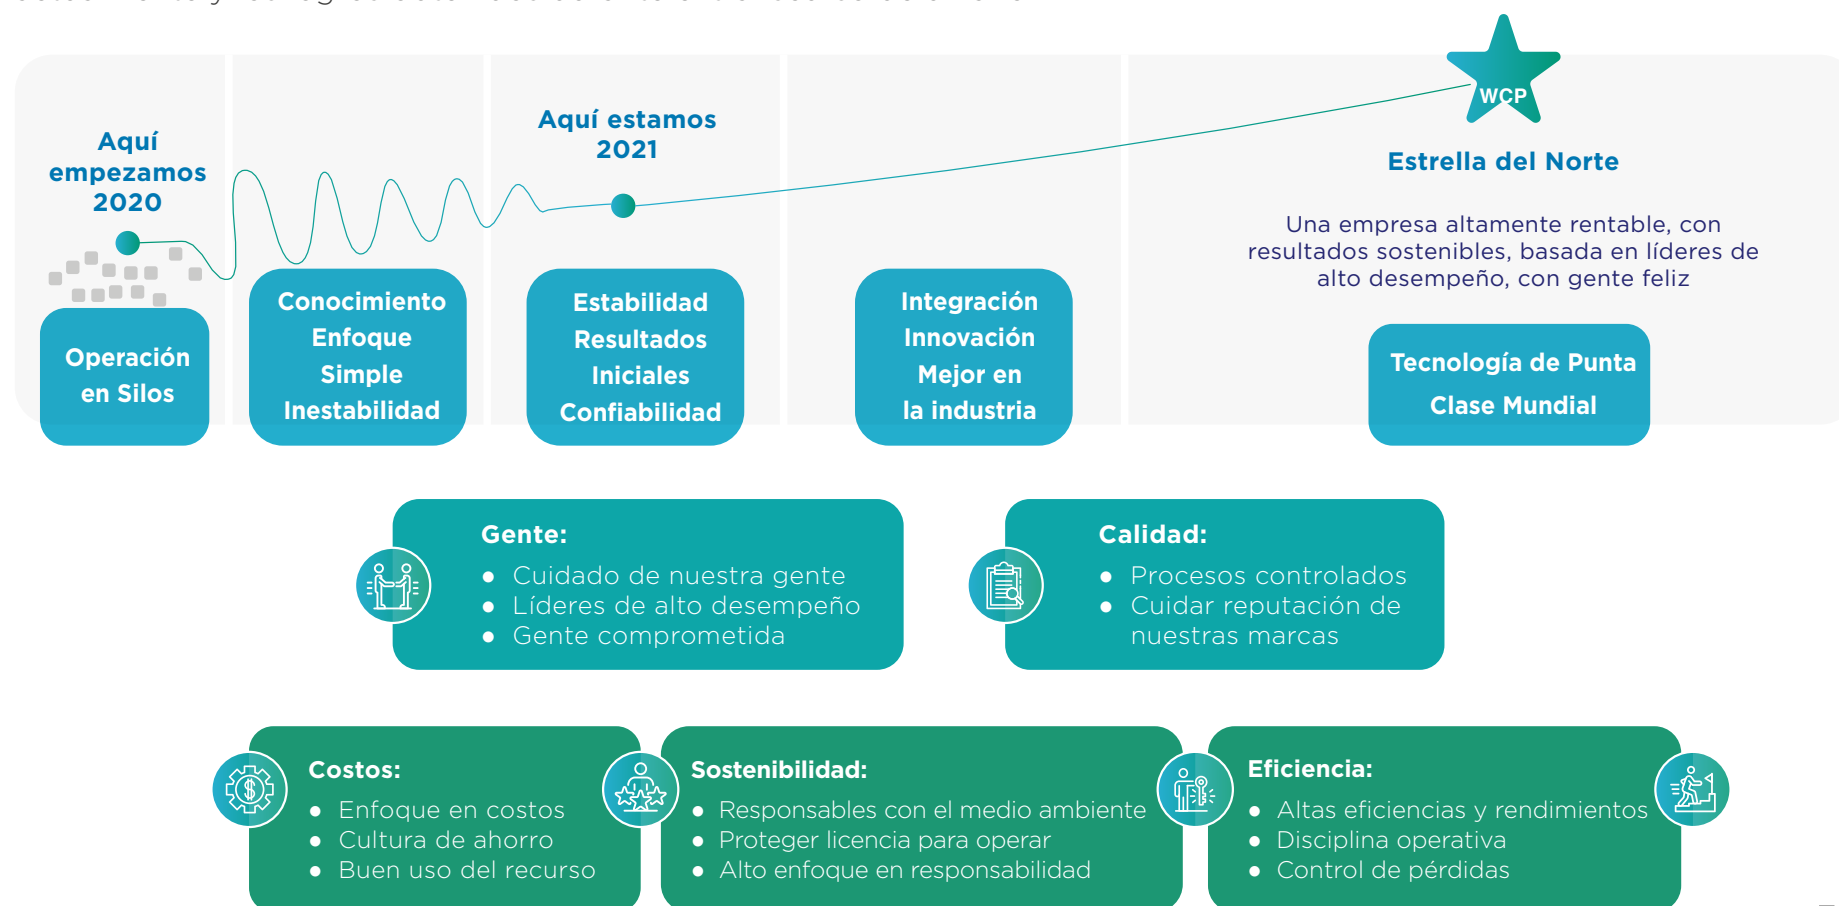 Aquí
empezamos
2020
Aquí estamos
2021
WCP
Estrella del Norte
Una empresa altamente rentable, con
resultados sostenibles, basada en líderes de
alto desempeño, con gente feliz
Operación
en Silos
Conocimiento
Enfoque
Simple
Inestabilidad
Estabilidad
Resultados
Iniciales
Confiabilidad
Integración
Innovación
Mejor en
la industria
Tecnología de Punta
Clase Mundial
Gente:
● Cuidado de nuestra gente
● Líderes de alto desempeño
● Gente comprometida
Calidad:
● Procesos controlados
● Cuidar reputación de
nuestras marcas
Costos:
● Enfoque en costos
● Cultura de ahorro
● Buen uso del recurso
Sostenibilidad:
● Responsables con el medio ambiente
● Proteger licencia para operar
● Alto enfoque en responsabilidad
Eficiencia:
● Altas eficiencias y rendimientos
● Disciplina operativa
● Control de pérdidas